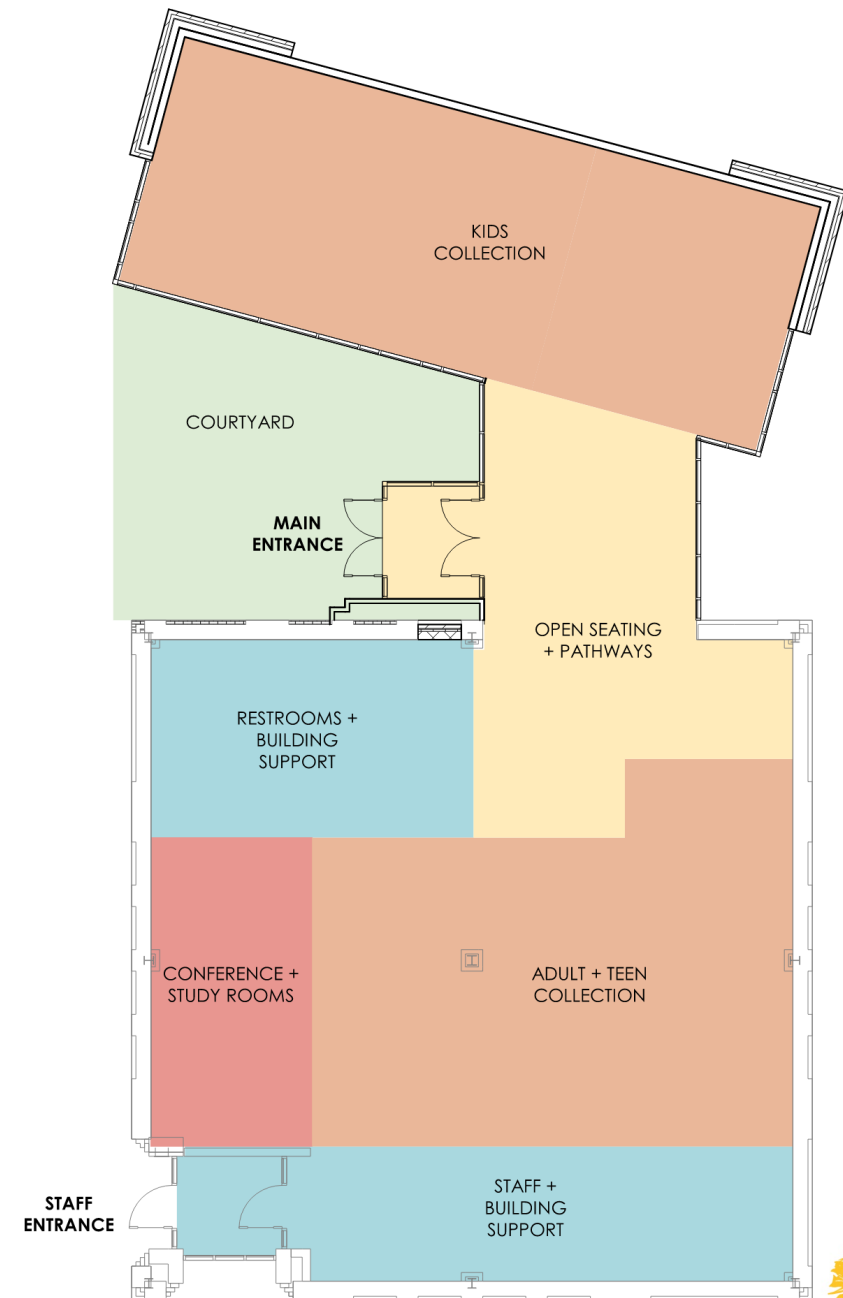 KIDS
COLLECTION
COURTYARD
MAIN
ENTRANCE
OPEN SEATING
+ PATHWAYS
RESTROOMS +
BUILDING
SUPPORT
CONFERENCE +
STUDY ROOMS
ADULT + TEEN
COLLECTION
STAFF
ENTRANCE
STAFF +
BUILDING
SUPPORT